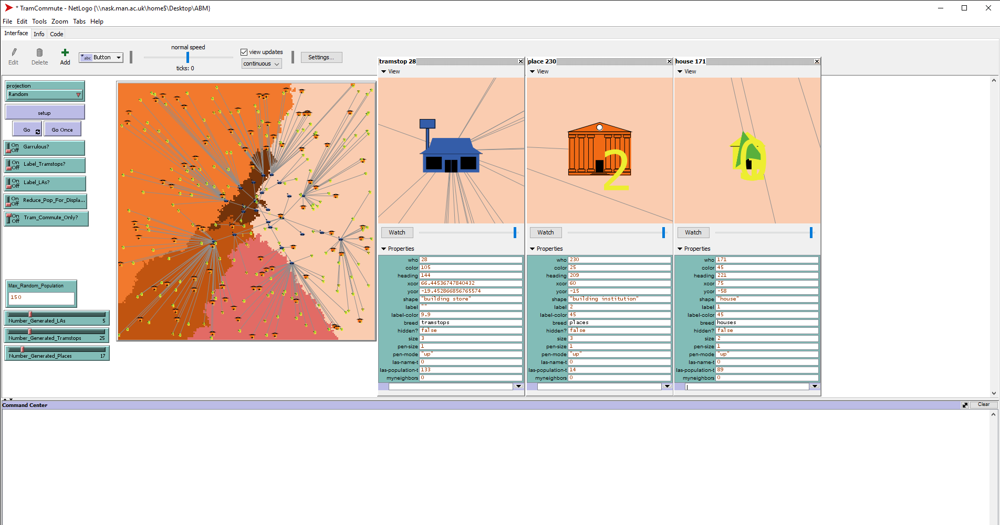 * TramCommute - NetLogo {\\nask.man.ac.uk\home$\Desktop\ABM}
File Edit Tools Zoom Tabs Help
Interface Info Code
Edit Delete Add abc Button
normal speed
ticks: 0
view updates
continuous
Settings...
projection
Random
setup
Go Go Once
On Off Garrulous?
On Off Label_Tramstops?
On Off Label_LAs?
On Off Reduce_Pop_For_Displa...
On Off Tram_Commute_Only?
Max_Random_Population
150
Number_Generated_LAs 5
Number_Generated_Tramstops 25
Number_Generated_Places 17
tramstop 28
View
Watch
Properties
who 28
color 105
heading 144
xcor 66.44536747840432
ycor -19.452866856765574
shape "building store"
label ""
label-color 9.9
breed tramstops
hidden? false
size 3
pen-size 1
pen-mode "up"
las-name-t 0
las-population-t 133
myneighbors 0
place 230
View
2
Watch
Properties
who 230
color 25
heading 209
xcor 60
ycor -15
shape "building institution"
label 2
label-color 45
breed places
hidden? false
size 3
pen-size 1
pen-mode "up"
las-name-t 0
las-population-t 14
myneighbors 0
house 171
View
Watch
Properties
who 171
color 45
heading 221
xcor 75
ycor -58
shape "house"
label 1
label-color 45
breed houses
hidden? false
size 2
pen-size 1
pen-mode "up"
las-name-t 0
las-population-t 89
myneighbors 0
Command Center
Clear